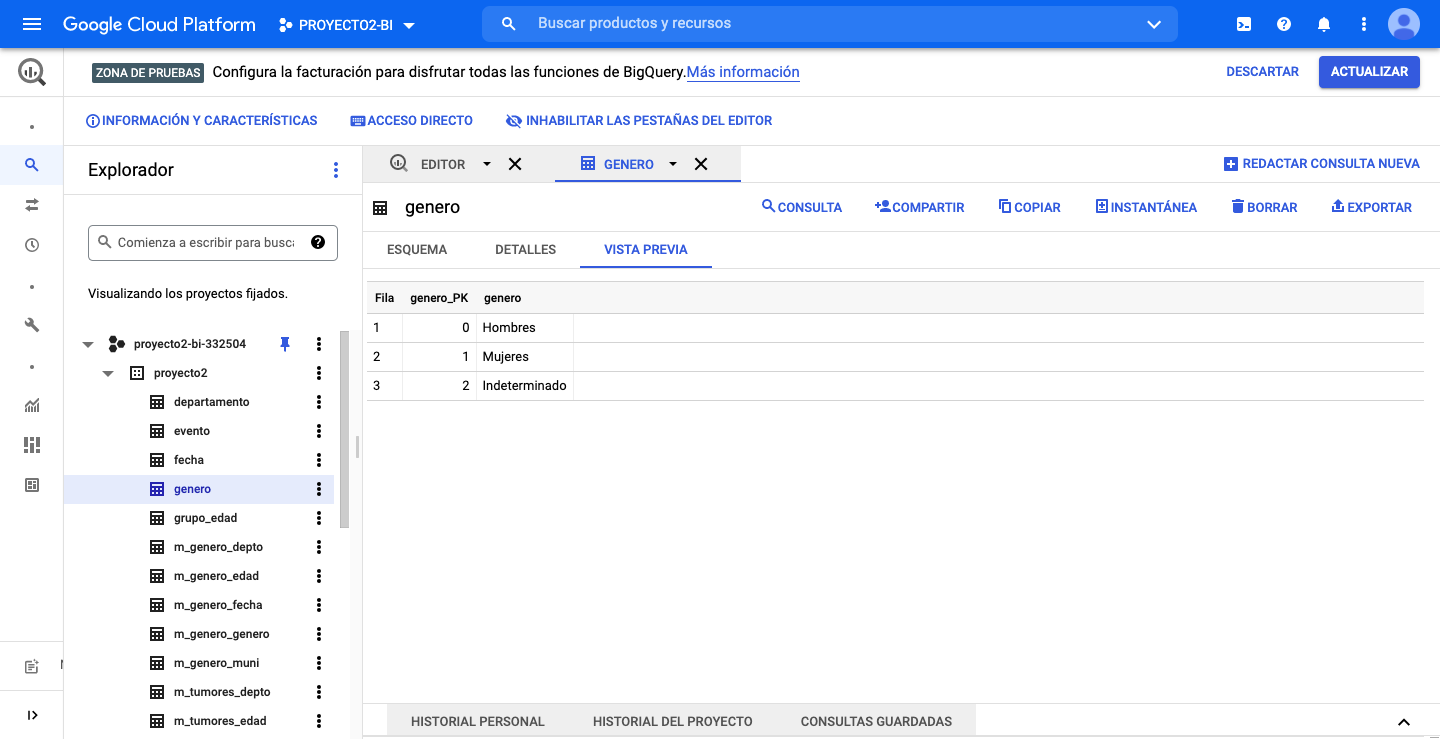 Google Cloud Platform PROYECTO2-BI Buscar productos y recursos
ZONA DE PRUEBAS Configura la facturación para disfrutar todas las funciones de BigQuery. Más información DESCARTAR ACTUALIZAR
INFORMACIÓN Y CARACTERÍSTICAS ACCESO DIRECTO INHABILITAR LAS PESTAÑAS DEL EDITOR
Explorador
Comienza a escribir para busca
Visualizando los proyectos fijados.
proyecto2-bi-332504
proyecto2
departamento
evento
fecha
genero
grupo_edad
m_genero_depto
m_genero_edad
m_genero_fecha
m_genero_genero
m_genero_muni
m_tumores_depto
m_tumores_edad
EDITOR GENERO REDACTAR CONSULTA NUEVA
genero CONSULTA COMPARTIR COPIAR INSTANTÁNEA BORRAR EXPORTAR
ESQUEMA DETALLES VISTA PREVIA
Fila genero_PK genero
1 0 Hombres
2 1 Mujeres
3 2 Indeterminado
HISTORIAL PERSONAL HISTORIAL DEL PROYECTO CONSULTAS GUARDADAS